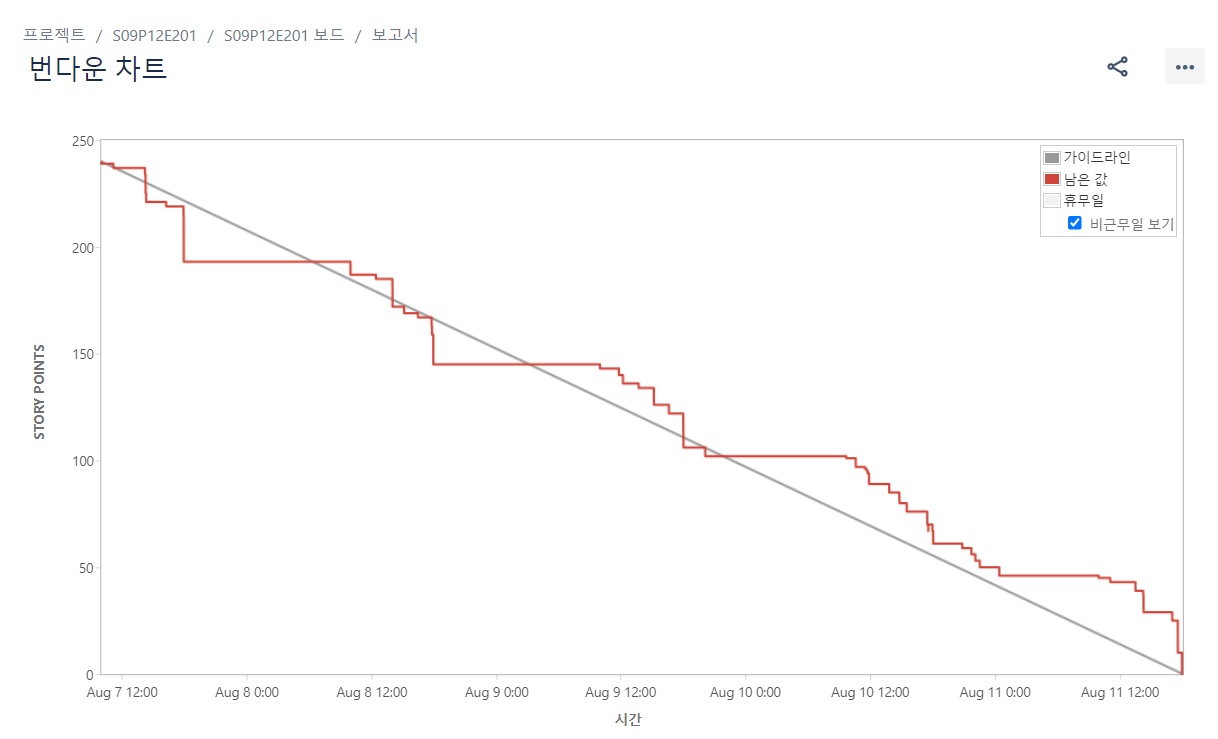 프로젝트 / S09P12E201 / S09P12E201 보드 / 보고서
번다운 차트
가이드라인
남은 값
휴무일
비근무일 보기
STORY POINTS
250
200
150
100
50
0
Aug 7 12:00 Aug 8 0:00 Aug 8 12:00 Aug 9 0:00 Aug 9 12:00 Aug 10 0:00 Aug 10 12:00 Aug 11 0:00 Aug 11 12:00
시간